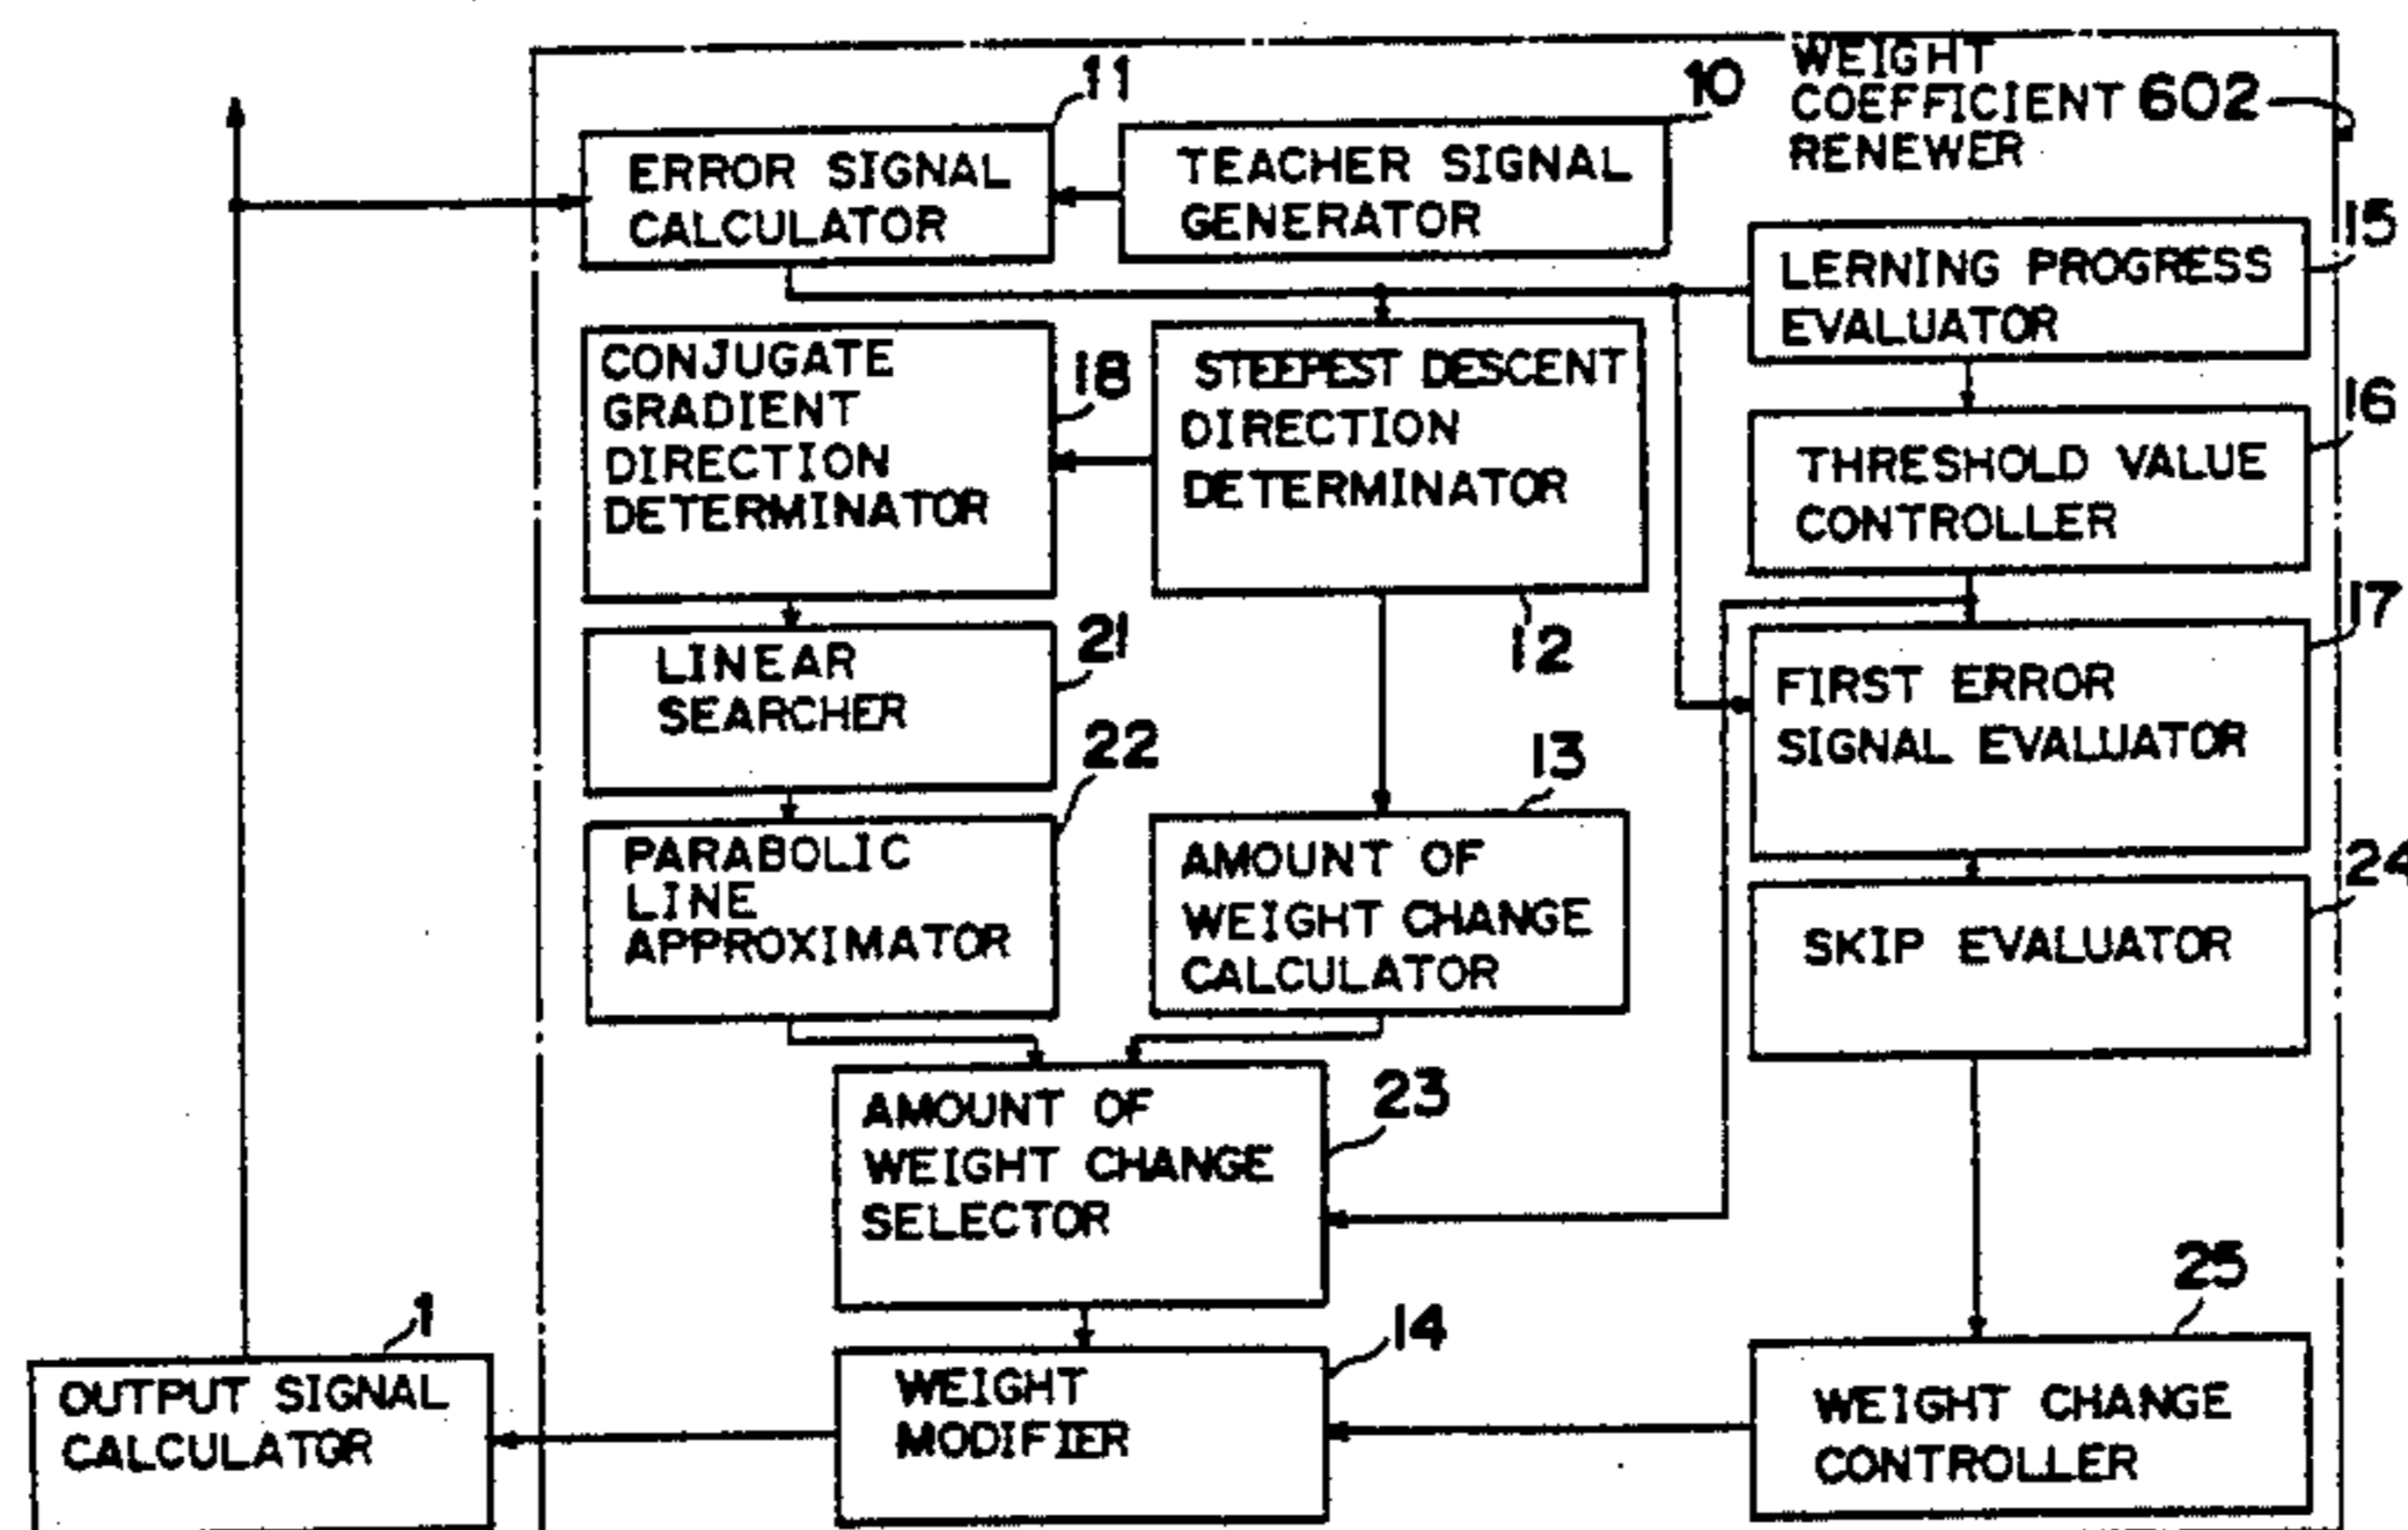 WEIGHT
COEFFICIENT 602
RENEWER
11
ERROR SIGNAL
CALCULATOR
10
TEACHER SIGNAL
GENERATOR
15
LERNING PROGRESS
EVALUATOR
CONJUGATE
GRADIENT
DIRECTION
DETERMINATOR
18
STEEPEST DESCENT
DIRECTION
DETERMINATOR
12
16
THRESHOLD VALUE
CONTROLLER
LINEAR
SEARCHER
21
17
FIRST ERROR
SIGNAL EVALUATOR
PARABOLIC
LINE
APPROXIMATOR
22
13
AMOUNT OF
WEIGHT CHANGE
CALCULATOR
24
SKIP EVALUATOR
AMOUNT OF
WEIGHT CHANGE
SELECTOR
23
1
OUTPUT SIGNAL
CALCULATOR
WEIGHT
MODIFIER
14
25
WEIGHT CHANGE
CONTROLLER